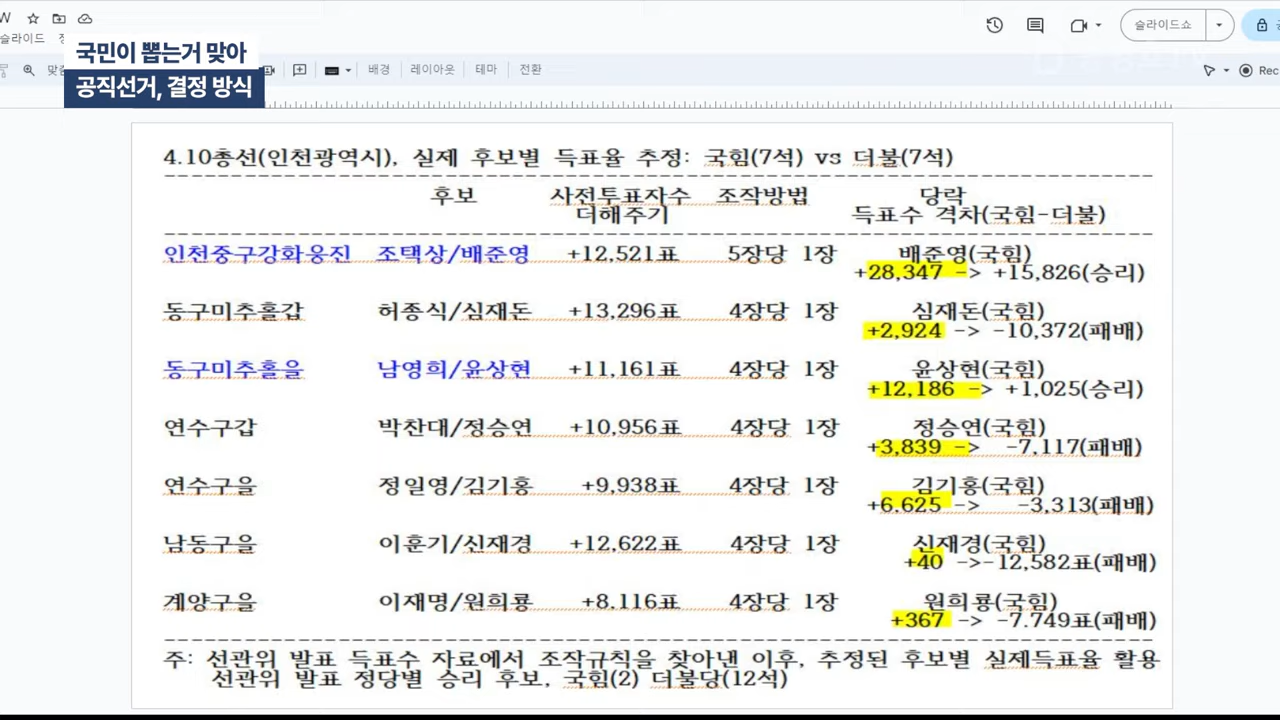 W
슬라이드쇼
슬라이드
국민이 뽑는거 맞아
공직선거, 결정 방식
배경 레이아웃 테마 전환
Rec
4.10총선(인천광역시), 실제 후보별 득표율 추정: 국힘(7석) vs 더불(7석)
후보 사전투표자수 조작방법 당락
더해주기 득표수 격차(국힘-더불)
인천중구강화웅진 조택상/배준영 +12,521표 5장당 1장 배준영(국힘)
+28,347 -> +15,826(승리)
동구미추홀갑 허종식/심재돈 +13,296표 4장당 1장 심재돈(국힘)
+2,924 -> -10,372(패배)
동구미추홀을 남영희/윤상현 +11,161표 4장당 1장 윤상현(국힘)
+12,186 -> +1,025(승리)
연수구갑 박찬대/정승연 +10,956표 4장당 1장 정승연(국힘)
+3,839 -> -7,117(패배)
연수구을 정일영/김기흥 +9,938표 4장당 1장 김기흥(국힘)
+6,625 -> -3,313(패배)
남동구을 이훈기/신재경 +12,622표 4장당 1장 신재경(국힘)
+40 ->-12,582표(패배)
계양구을 이재명/원희룡 +8,116표 4장당 1장 원희룡(국힘)
+367 -> -7.749표(패배)
주: 선관위 발표 득표수 자료에서 조작규칙을 찾아낸 이후, 추정된 후보별 실제득표율 활용
선관위 발표 정당별 승리 후보, 국힘(2) 더불당(12석)